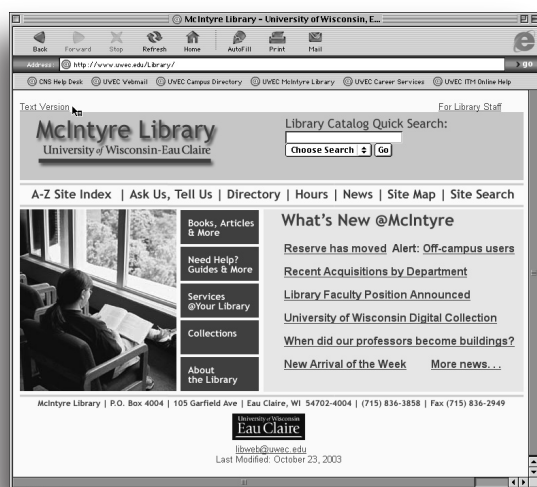 McIntyre Library – University of Wisconsin, E...
Back Forward Stop Refresh Home AutoFill Print Mail
Address: http://www.uwec.edu/Library/ go
CNS Help Desk UWEC Webmail UWEC Campus Directory UWEC McIntyre Library UWEC Career Services UWEC ITM Online Help
Text Version For Library Staff
McIntyre Library
University of Wisconsin-Eau Claire
Library Catalog Quick Search:
Choose Search Go
A-Z Site Index | Ask Us, Tell Us | Directory | Hours | News | Site Map | Site Search
Books, Articles
& More
Need Help?
Guides & More
Services
@Your Library
Collections
About
the Library
What's New @McIntyre
Reserve has moved Alert: Off-campus users
Recent Acquisitions by Department
Library Faculty Position Announced
University of Wisconsin Digital Collection
When did our professors become buildings?
New Arrival of the Week More news...
McIntyre Library | P.O. Box 4004 | 105 Garfield Ave | Eau Claire, WI 54702-4004 | (715) 836-3858 | Fax (715) 836-2949
University of Wisconsin
Eau Claire
libweb@uwec.edu
Last Modified: October 23, 2003